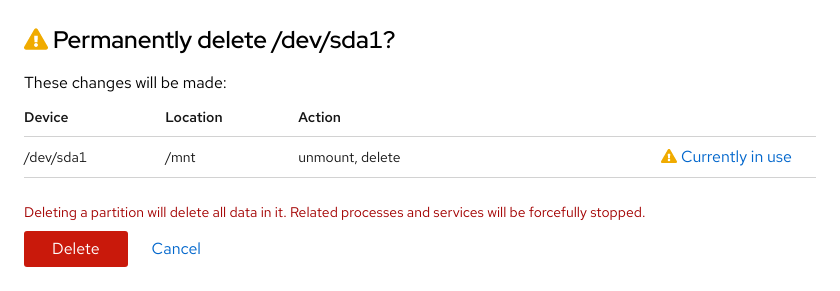 Permanently delete /dev/sda1?
These changes will be made:
Device Location Action
/dev/sda1 /mnt unmount, delete Currently in use
Deleting a partition will delete all data in it. Related processes and services will be forcefully stopped.
Delete Cancel